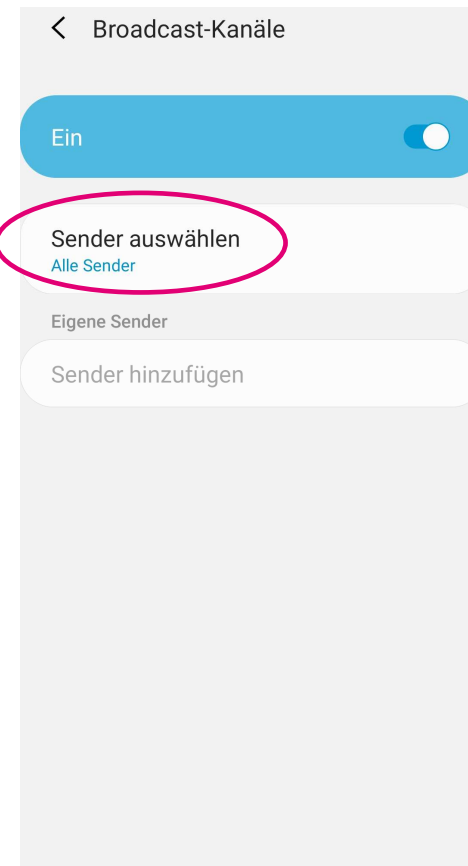 Broadcast-Kanäle
Ein
Sender auswählen
Alle Sender
Eigene Sender
Sender hinzufügen